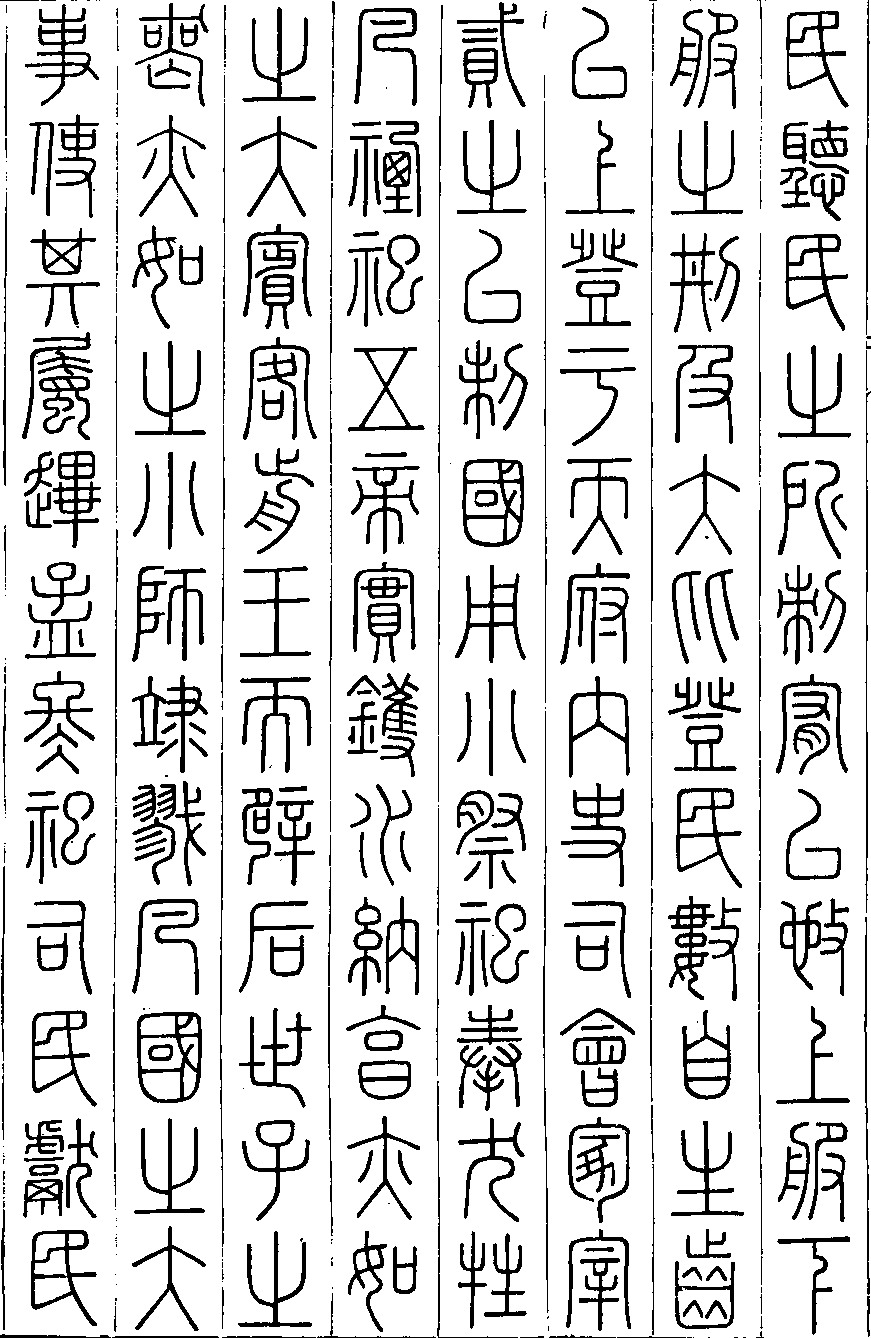 民聽民之所刺宥以施上服下
服之刑及大比登民數自生齒
以上登于天府內史司會冢宰
貳之以制國用小祭祀奉犬牲
凡禋祀五帝實鑊水納亨亦如
之大賓客前王而辟后世子之
喪亦如之小師䇐戮凡國之大
事使其屬蹕孟冬祀司民獻民